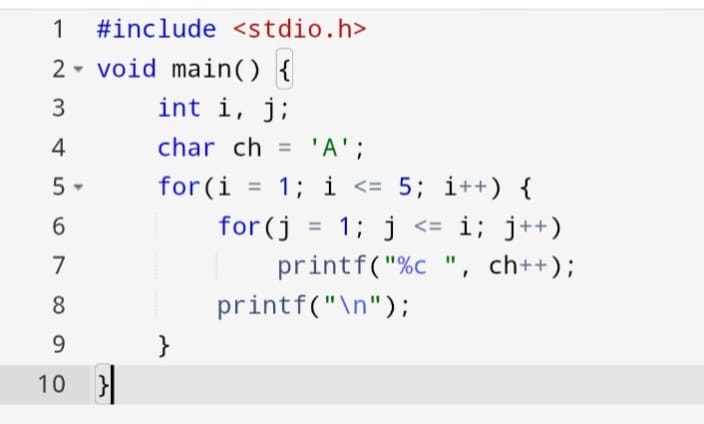 1 #include <stdio.h>
2 void main() {
3     int i, j;
4     char ch = 'A';
5     for(i = 1; i <= 5; i++) {
6         for(j = 1; j <= i; j++)
7             printf("%c ", ch++);
8         printf("\n");
9     }
10 }